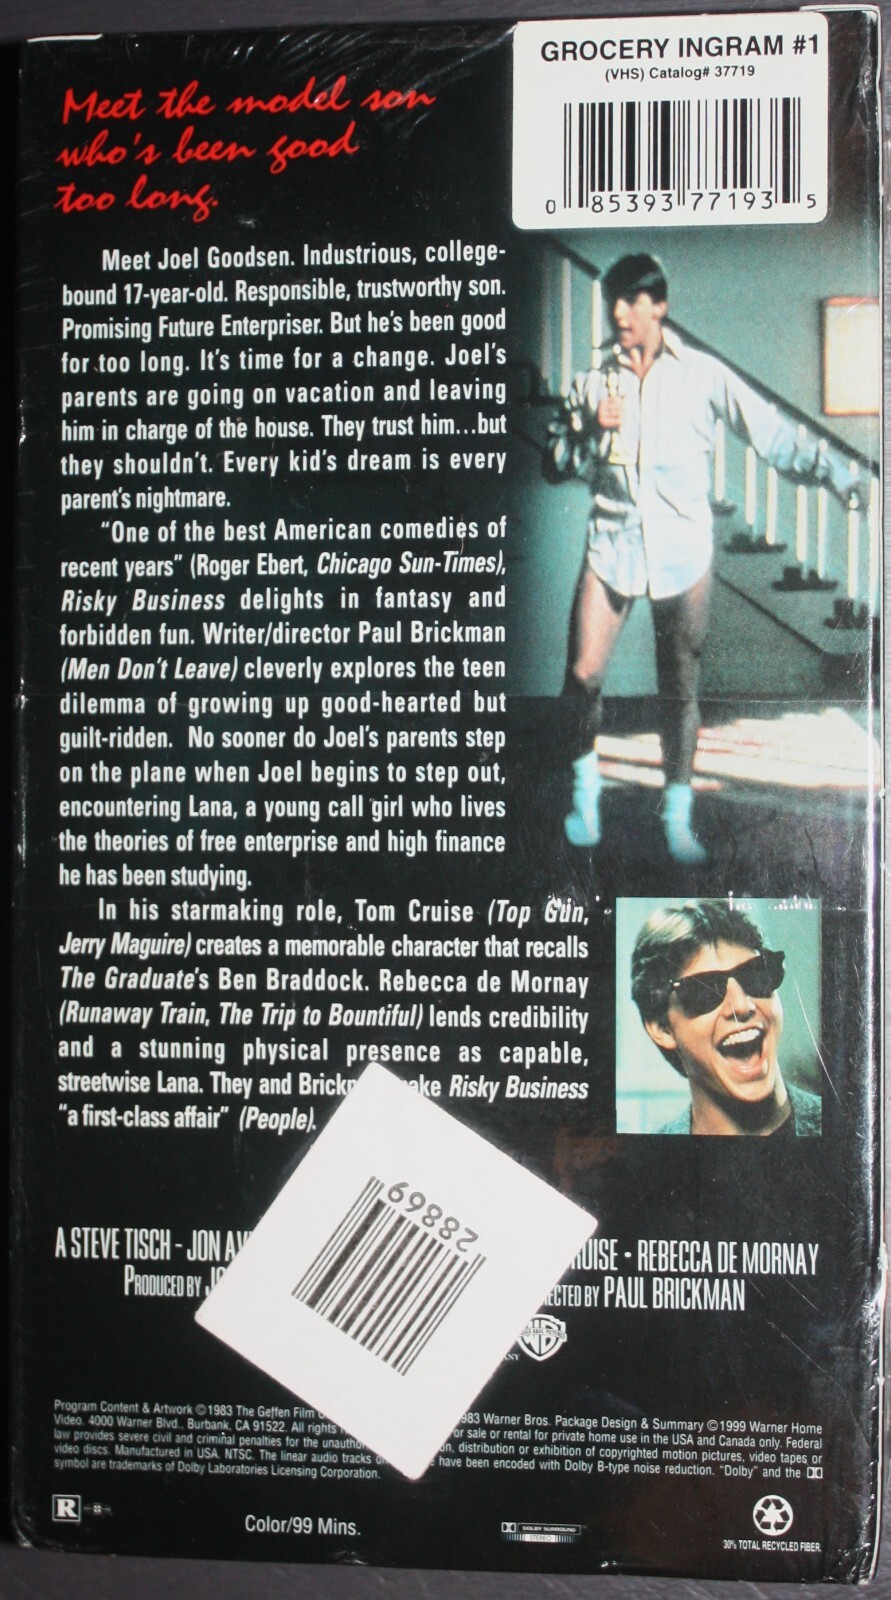 GROCERY INGRAM #1
(VHS) Catalog# 37719
0 85393 77193 5
Meet the model son
who's been good
too long.
Meet Joel Goodsen. Industrious, college-
bound 17-year-old. Responsible, trustworthy son.
Promising Future Enterpriser. But he's been good
for too long. It's time for a change. Joel's
parents are going on vacation and leaving
him in charge of the house. They trust him...but
they shouldn't. Every kid's dream is every
parent's nightmare.
"One of the best American comedies of
recent years" (Roger Ebert, Chicago Sun-Times),
Risky Business delights in fantasy and
forbidden fun. Writer/director Paul Brickman
(Men Don't Leave) cleverly explores the teen
dilemma of growing up good-hearted but
guilt-ridden. No sooner do Joel's parents step
on the plane when Joel begins to step out,
encountering Lana, a young call girl who lives
the theories of free enterprise and high finance
he has been studying.
In his starmaking role, Tom Cruise (Top Gun,
Jerry Maguire) creates a memorable character that recalls
The Graduate's Ben Braddock. Rebecca de Mornay
(Runaway Train, The Trip to Bountiful) lends credibility
and a stunning physical presence as capable,
streetwise Lana. They and Brick ake Risky Business
"a first-class affair" (People).
69882
A STEVE TISCH - JON AV RUISE • REBECCA DE MORNAY
PRODUCED BY JO ECTED BY PAUL BRICKMAN
Program Content & Artwork ©1983 The Geffen Film 983 Warner Bros. Package Design & Summary ©1999 Warner Home
Video. 4000 Warner Blvd., Burbank, CA 91522. All rights or sale or rental for private home use in the USA and Canada only. Federal
law provides severe civil and criminal penalties for the unautho n, distribution or exhibition of copyrighted motion pictures, video tapes or
video discs. Manufactured in USA. NTSC. The linear audio tracks o have been encoded with Dolby B-type noise reduction. "Dolby" and the
symbol are trademarks of Dolby Laboratories Licensing Corporation.
R
Color/99 Mins.
DOLBY SURROUND
STEREO
30% TOTAL RECYCLED FIBER